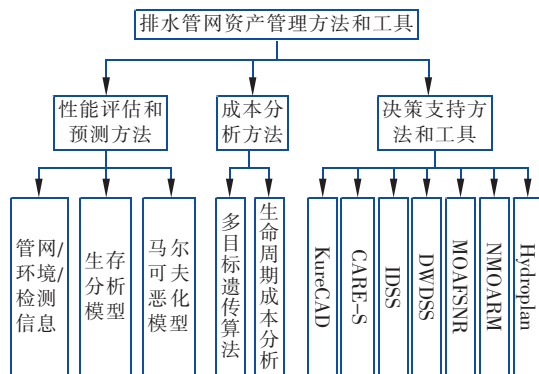 排水管网资产管理方法和工具
性能评估和
预测方法
成本分
析方法
决策支持方
法和工具
管网/
环境/
检测
信息
生存
分析
模型
马尔
可夫
恶化
模型
多目标遗传算法
生命周期成本分析
KureCAD
CARE-S
IDSS
DWDSS
MOAFSNR
NMOARM
Hydroplan